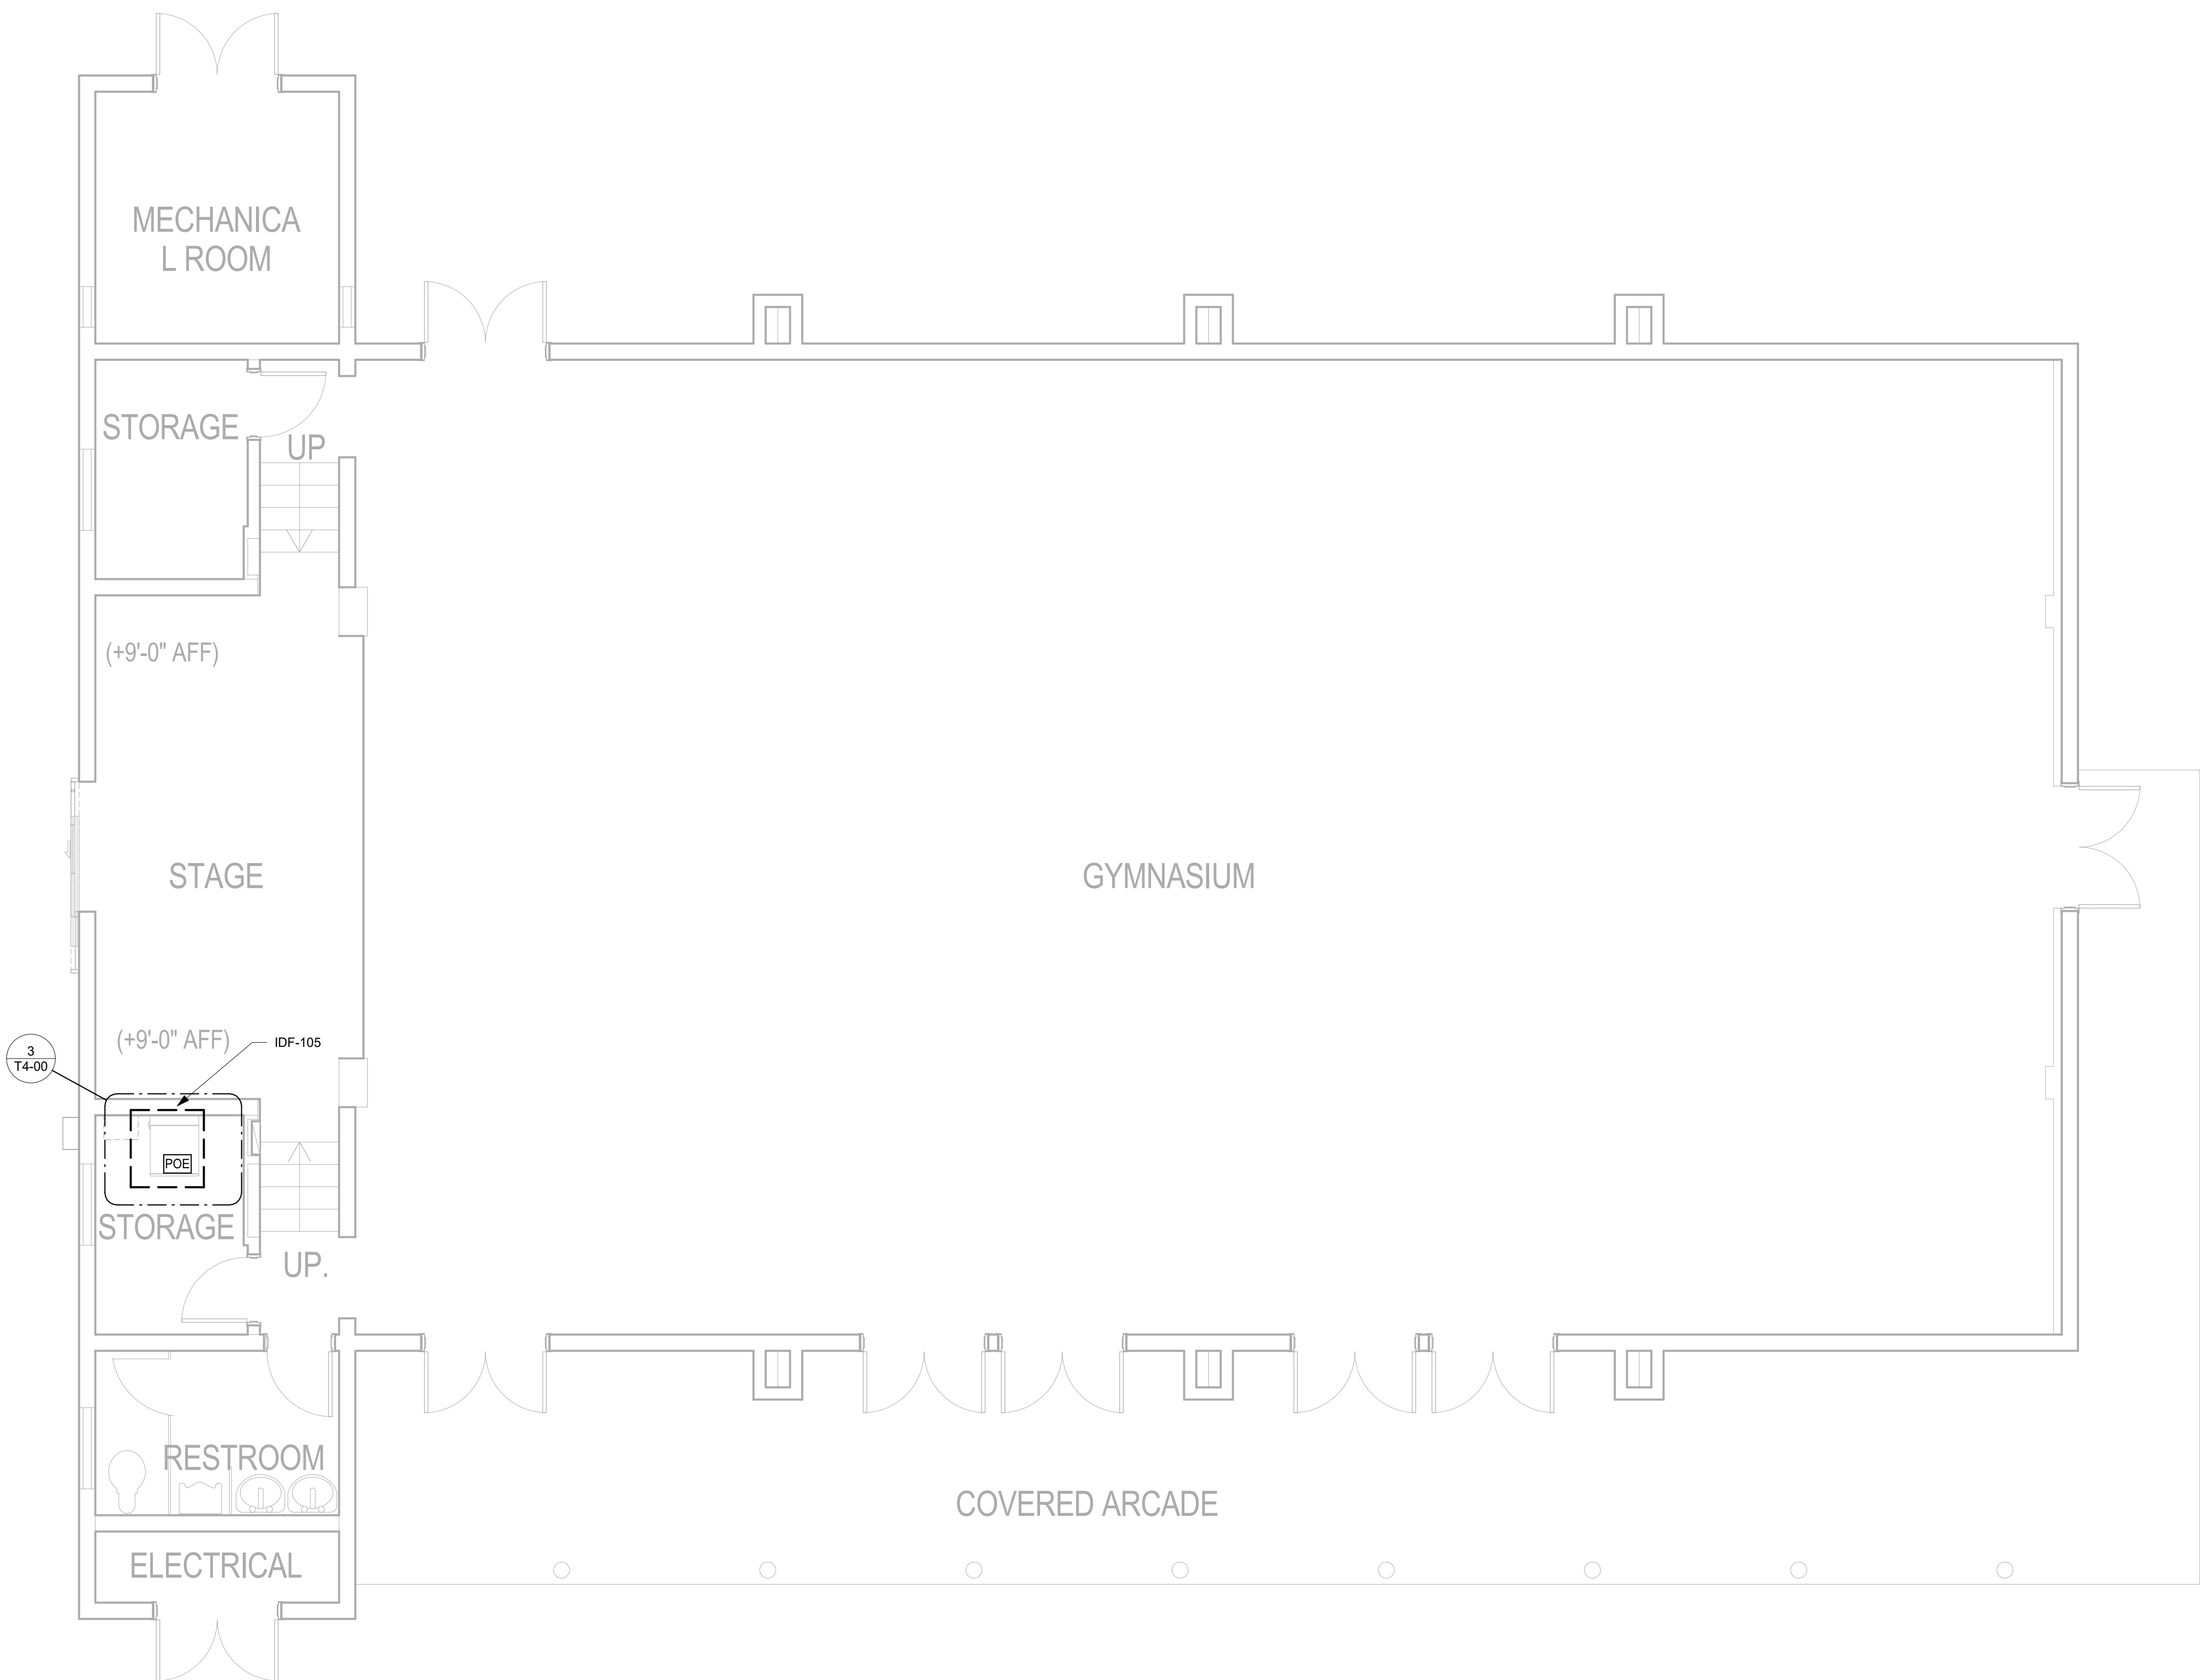 MECHANICA
L ROOM
STORAGE
UP
(+9'-0" AFF)
STAGE
GYMNASIUM
(+9'-0" AFF)
IDF-105
3
T4-00
POE
STORAGE
UP.
RESTROOM
COVERED ARCADE
ELECTRICAL